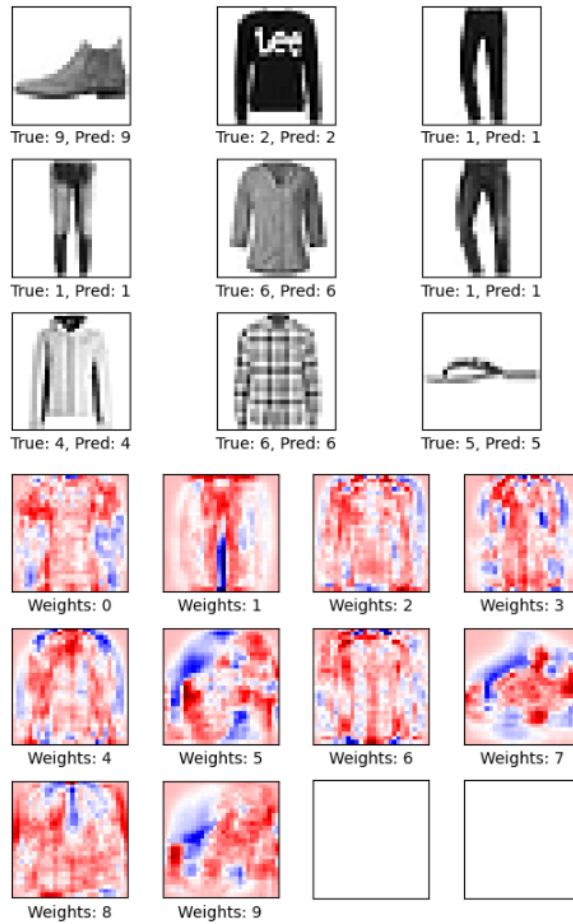 Lee
True: 9, Pred: 9
True: 2, Pred: 2
True: 1, Pred: 1
True: 1, Pred: 1
True: 6, Pred: 6
True: 1, Pred: 1
True: 4, Pred: 4
True: 6, Pred: 6
True: 5, Pred: 5
Weights: 0
Weights: 1
Weights: 2
Weights: 3
Weights: 4
Weights: 5
Weights: 6
Weights: 7
Weights: 8
Weights: 9